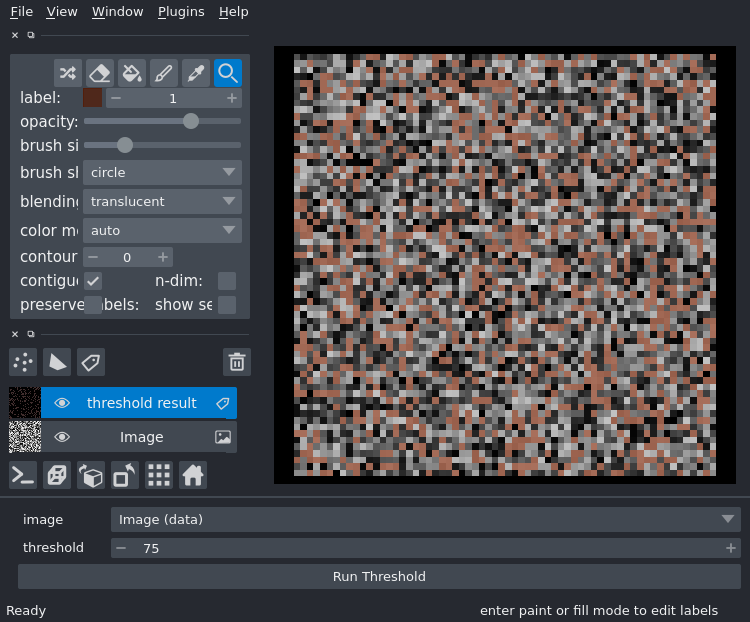 File View Window Plugins Help
label: 1
opacity:
brush si
brush sl circle
blending translucent
color m auto
contour 0
contigu n-dim:
preserve abels: show se
threshold result
Image
image Image (data)
threshold 75
Run Threshold
Ready enter paint or fill mode to edit labels